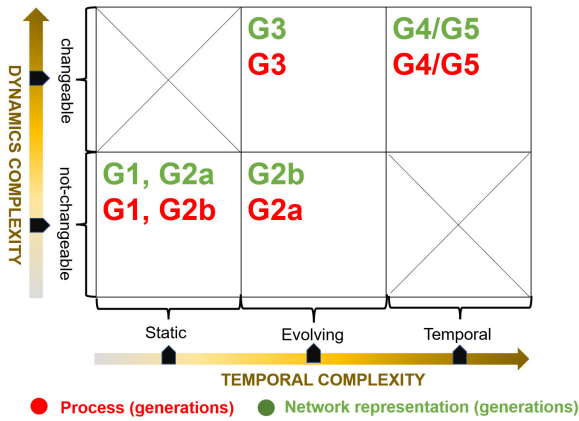 DYNAMICS COMPLEXITY
changeable
not-changeable
G3
G3
G4/G5
G4/G5
G1, G2a
G1, G2b
G2b
G2a
Static
Evolving
Temporal
TEMPORAL COMPLEXITY
Process (generations)
Network representation (generations)